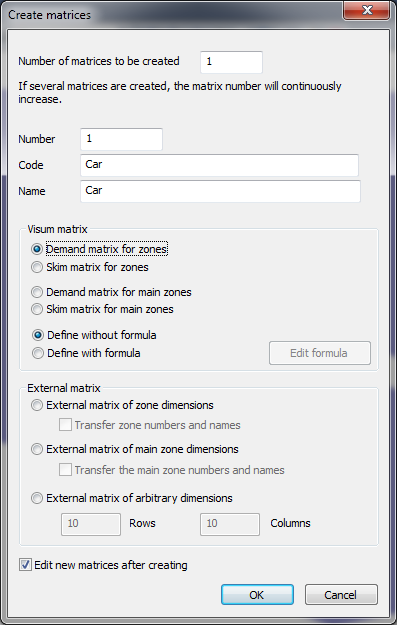 Create matrices
Number of matrices to be created 1
If several matrices are created, the matrix number will continuously
increase.
Number 1
Code Car
Name Car
Visum matrix
Demand matrix for zones
Skim matrix for zones
Demand matrix for main zones
Skim matrix for main zones
Define without formula
Define with formula Edit formula
External matrix
External matrix of zone dimensions
Transfer zone numbers and names
External matrix of main zone dimensions
Transfer the main zone numbers and names
External matrix of arbitrary dimensions
10 Rows 10 Columns
Edit new matrices after creating
OK Cancel